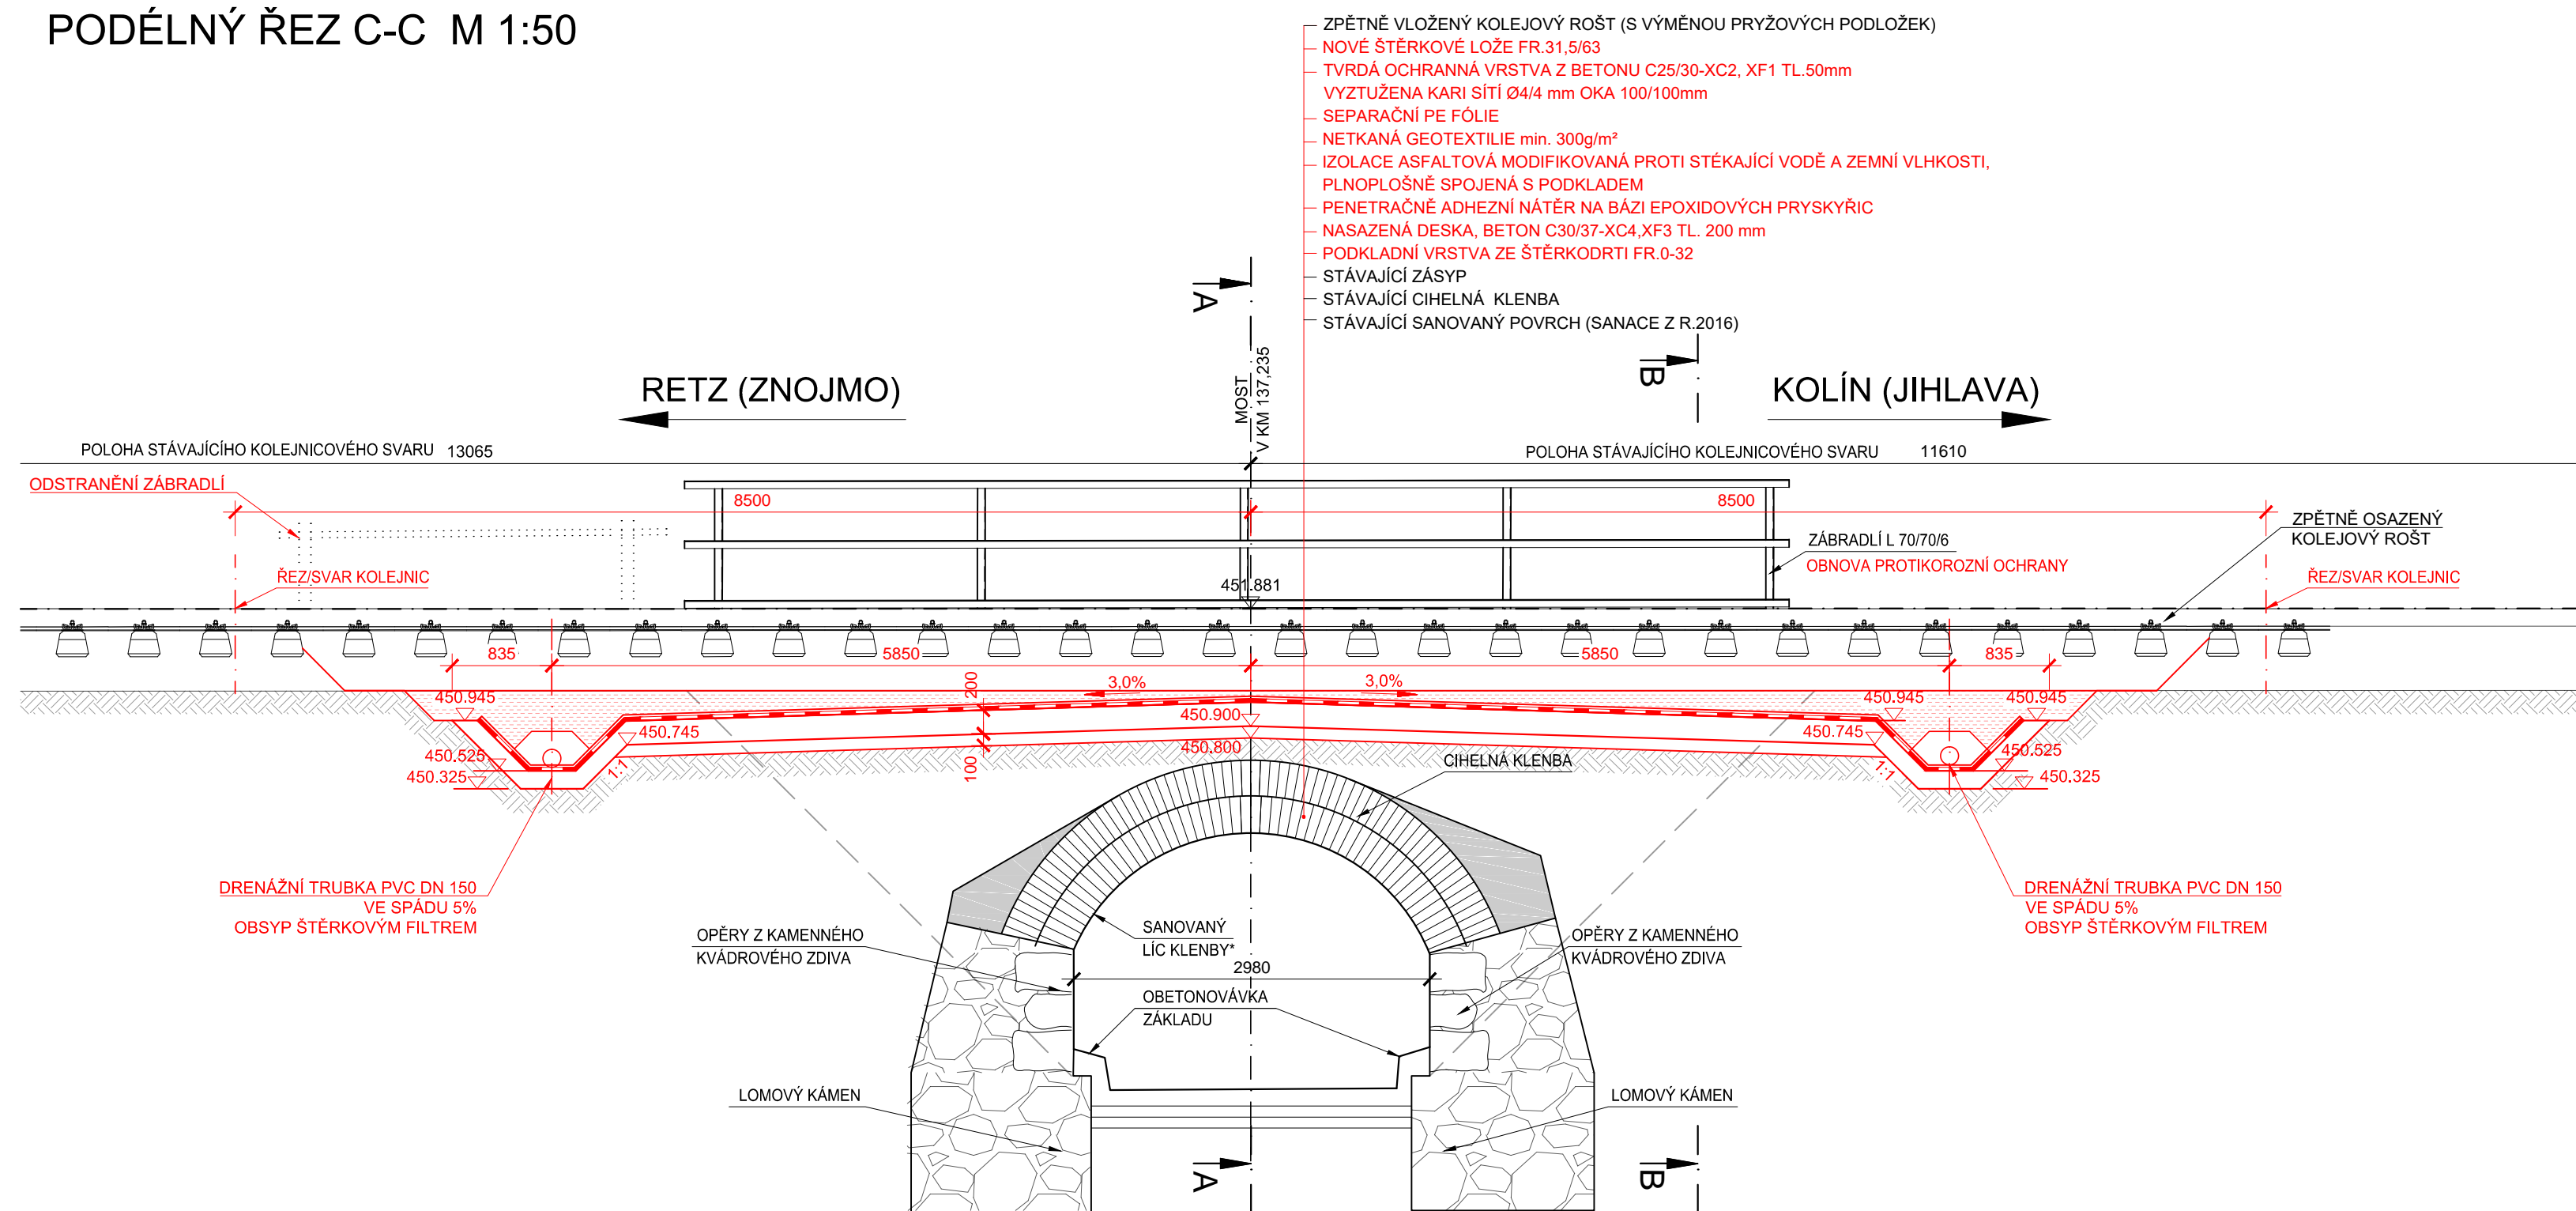 PODÉLNÝ ŘEZ C-C  M 1:50
ZPĚTNĚ VLOŽENÝ KOLEJOVÝ ROŠT (S VÝMĚNOU PRYŽOVÝCH PODLOŽEK)
NOVÉ ŠTĚRKOVÉ LOŽE FR.31,5/63
TVRDÁ OCHRANNÁ VRSTVA Z BETONU C25/30-XC2, XF1 TL.50mm
VYZTUŽENA KARI SÍTÍ Ø4/4 mm OKA 100/100mm
SEPARAČNÍ PE FÓLIE
NETKANÁ GEOTEXTILIE min. 300g/m²
IZOLACE ASFALTOVÁ MODIFIKOVANÁ PROTI STÉKAJÍCÍ VODĚ A ZEMNÍ VLHKOSTI,
PLNOPLOŠNĚ SPOJENÁ S PODKLADEM
PENETRAČNĚ ADHEZNÍ NÁTĚR NA BÁZI EPOXIDOVÝCH PRYSKYŘIC
NASAZENÁ DESKA, BETON C30/37-XC4,XF3 TL. 200 mm
PODKLADNÍ VRSTVA ZE ŠTĚRKODRTI FR.0-32
STÁVAJÍCÍ ZÁSYP
STÁVAJÍCÍ CIHELNÁ  KLENBA
STÁVAJÍCÍ SANOVANÝ POVRCH (SANACE Z R.2016)
A
B
MOST
V KM 137,235
RETZ (ZNOJMO)
KOLÍN (JIHLAVA)
POLOHA STÁVAJÍCÍHO KOLEJNICOVÉHO SVARU 13065
POLOHA STÁVAJÍCÍHO KOLEJNICOVÉHO SVARU 11610
ODSTRANĚNÍ ZÁBRADLÍ
8500
8500
ZPĚTNĚ OSAZENÝ
KOLEJOVÝ ROŠT
ZÁBRADLÍ L 70/70/6
OBNOVA PROTIKOROZNÍ OCHRANY
ŘEZ/SVAR KOLEJNIC
451.881
ŘEZ/SVAR KOLEJNIC
835
5850
5850
835
200
3,0%
3,0%
450.945
450.945
450.945
450.900
450.745
450.745
450.525
450.800
450.525
450.325
1:1
100
1:1
450.325
CIHELNÁ KLENBA
DRENÁŽNÍ TRUBKA PVC DN 150
VE SPÁDU 5%
OBSYP ŠTĚRKOVÝM FILTREM
DRENÁŽNÍ TRUBKA PVC DN 150
VE SPÁDU 5%
OBSYP ŠTĚRKOVÝM FILTREM
OPĚRY Z KAMENNÉHO
KVÁDROVÉHO ZDIVA
SANOVANÝ
LÍC KLENBY*
OPĚRY Z KAMENNÉHO
KVÁDROVÉHO ZDIVA
2980
OBETONOVÁVKA
ZÁKLADU
LOMOVÝ KÁMEN
LOMOVÝ KÁMEN
A
B